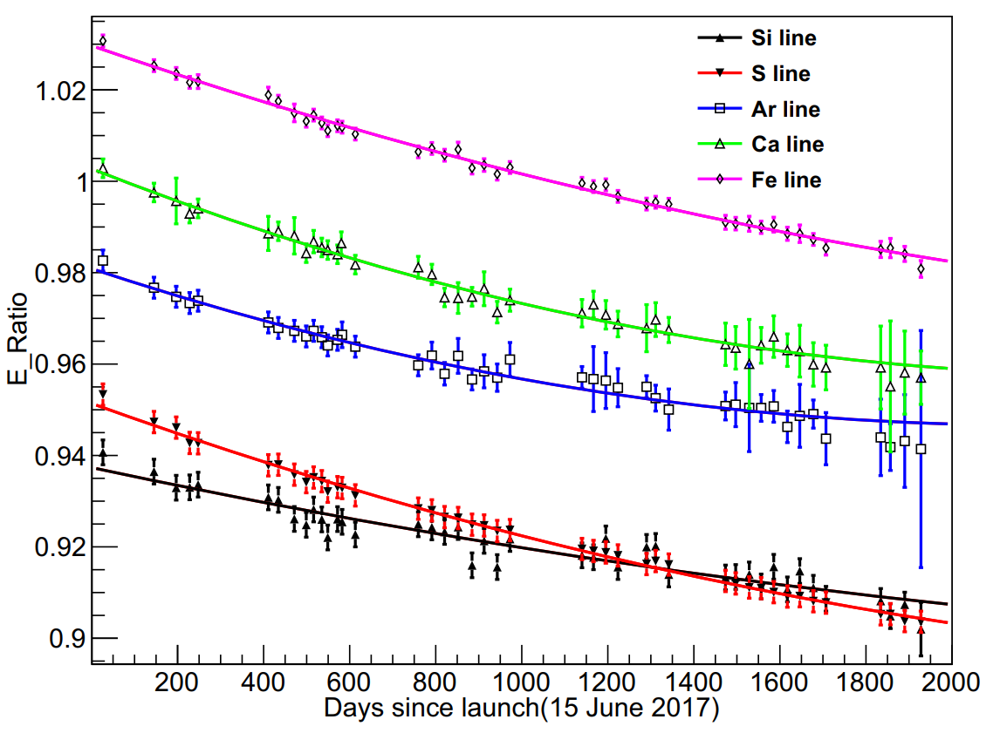 Si line
S line
Ar line
Ca line
Fe line
1.02
1
0.98
0.96
0.94
0.92
0.9
E_Ratio
200 400 600 800 1000 1200 1400 1600 1800 2000
Days since launch(15 June 2017)